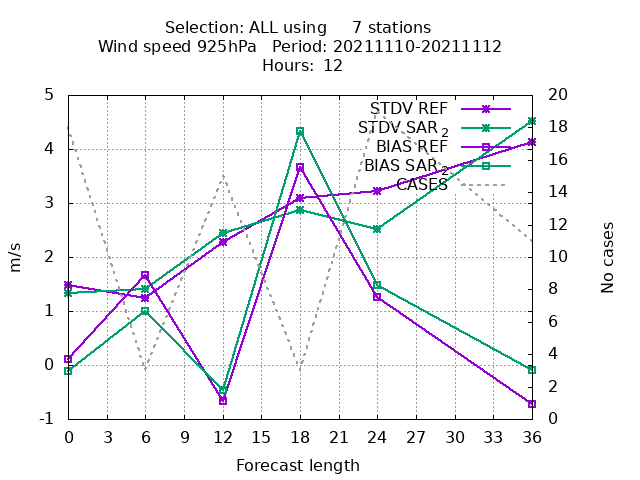 Selection: ALL using 7 stations
Wind speed 925hPa Period: 20211110-20211112
Hours: 12
STDV REF
STDV SAR2
BIAS REF
BIAS SAR2
CASES
5
4
3
2
1
0
-1
m/s
20
18
16
14
12
10
8
6
4
2
0
No cases
0 3 6 9 12 15 18 21 24 27 30 33 36
Forecast length